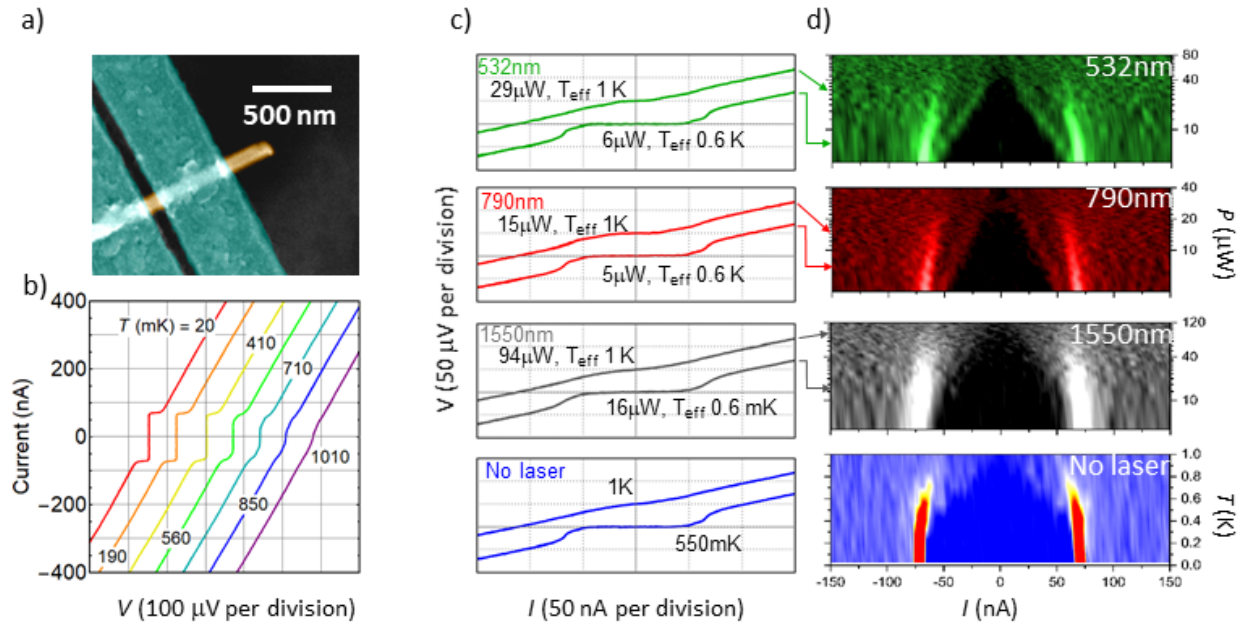 a)
500 nm
b)
T (mK) = 20
410
710
1010
850
560
190
400
200
0
−200
−400
Current (nA)
V (100 μV per division)
c)
532nm
29μW, Teff 1 K
6μW, Teff 0.6 K
790nm
15μW, Teff 1K
5μW, Teff 0.6 K
1550nm
94μW, Teff 1 K
16μW, Teff 0.6 mK
No laser
1K
550mK
V (50 μV per division)
I (50 nA per division)
d)
532nm
80
40
10
790nm
40
20
10
P (μW)
1550nm
120
40
10
No laser
1.0
0.8
0.6
0.4
0.2
0.0
T (K)
-150 -100 -50 0 50 100 150
I (nA)